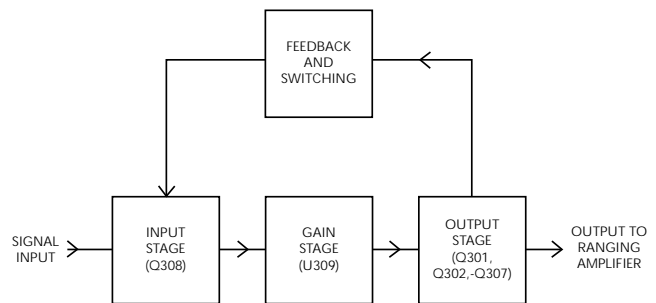 FEEDBACK
AND
SWITCHING
SIGNAL
INPUT
INPUT
STAGE
(Q308)
GAIN
STAGE
(U309)
OUTPUT
STAGE
(Q301,
Q302,-Q307)
OUTPUT TO
RANGING
AMPLIFIER